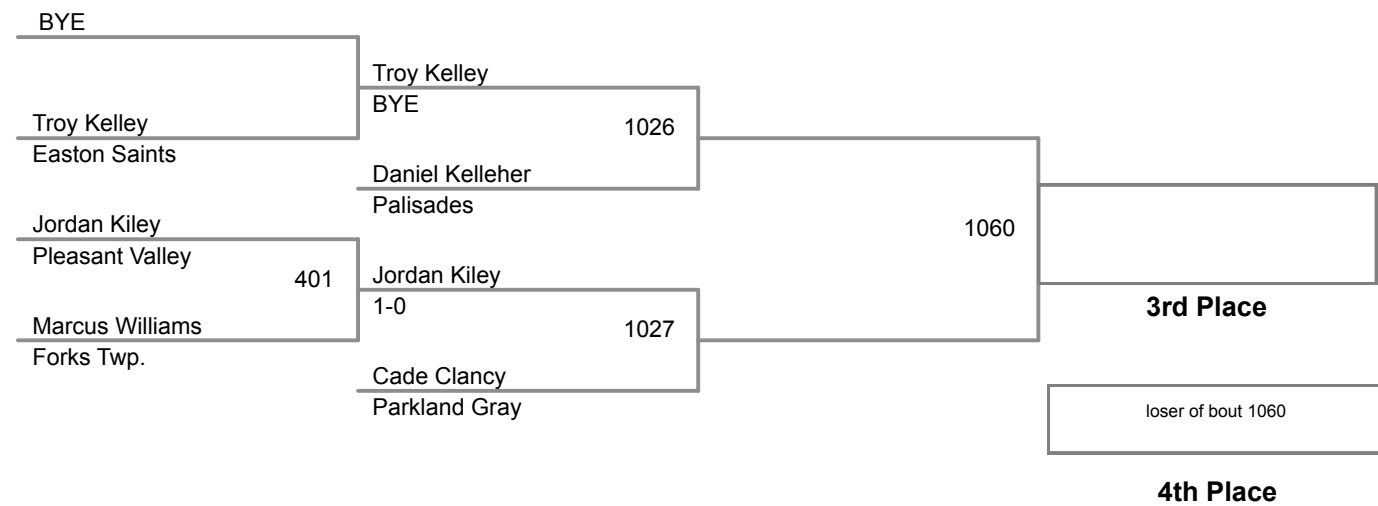 BYE
Troy Kelley
BYE
Troy Kelley
1026
Easton Saints
Daniel Kelleher
Palisades
Jordan Kiley
1060
Pleasant Valley
401
Jordan Kiley
1-0
3rd Place
Marcus Williams
1027
Forks Twp.
Cade Clancy
Parkland Gray
loser of bout 1060
4th Place